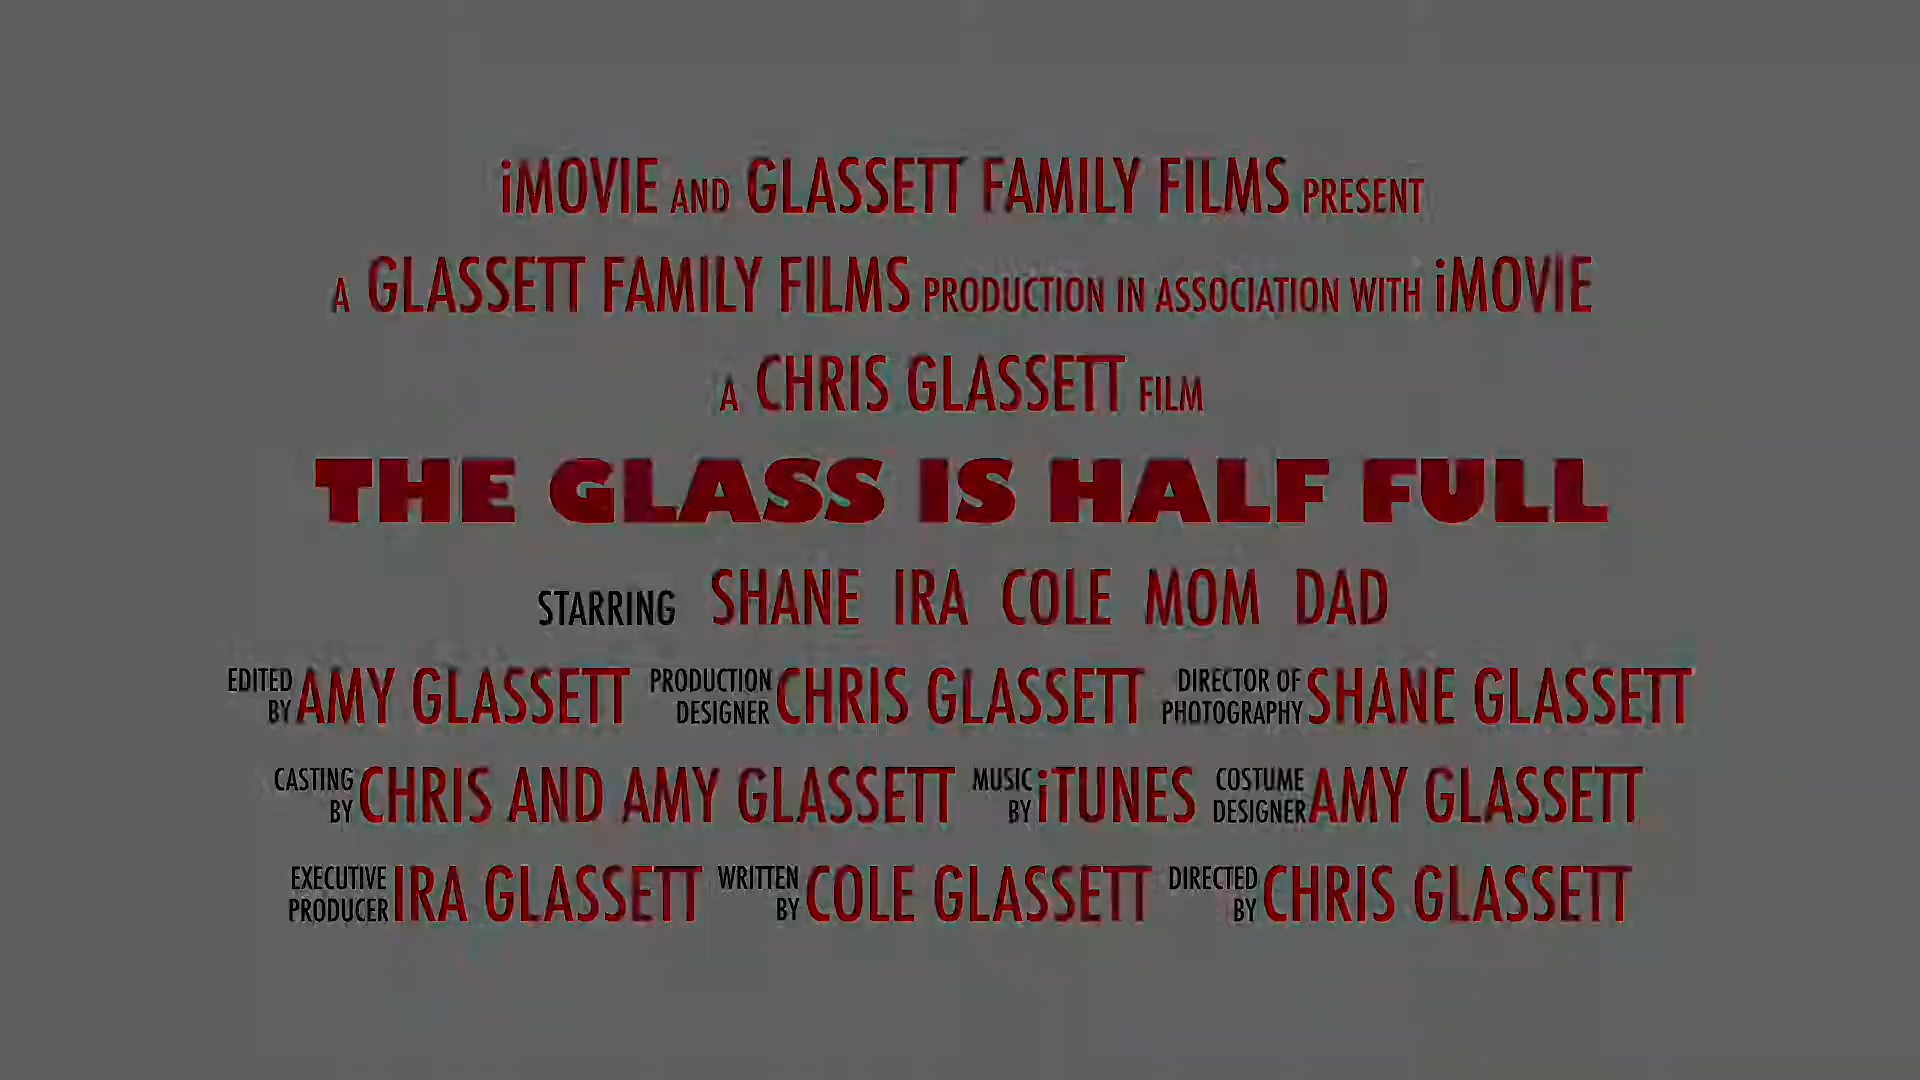 iMOVIE AND GLASSETT FAMILY FILMS PRESENT
A GLASSETT FAMILY FILMS PRODUCTION IN ASSOCIATION WITH iMOVIE
A CHRIS GLASSETT FILM
THE GLASS IS HALF FULL
STARRING SHANE IRA COLE MOM DAD
EDITED BY AMY GLASSETT PRODUCTION DESIGNER CHRIS GLASSETT DIRECTOR OF PHOTOGRAPHY SHANE GLASSETT
CASTING BY CHRIS AND AMY GLASSETT MUSIC BY iTUNES COSTUME DESIGNER AMY GLASSETT
EXECUTIVE PRODUCER IRA GLASSETT WRITTEN BY COLE GLASSETT DIRECTED BY CHRIS GLASSETT